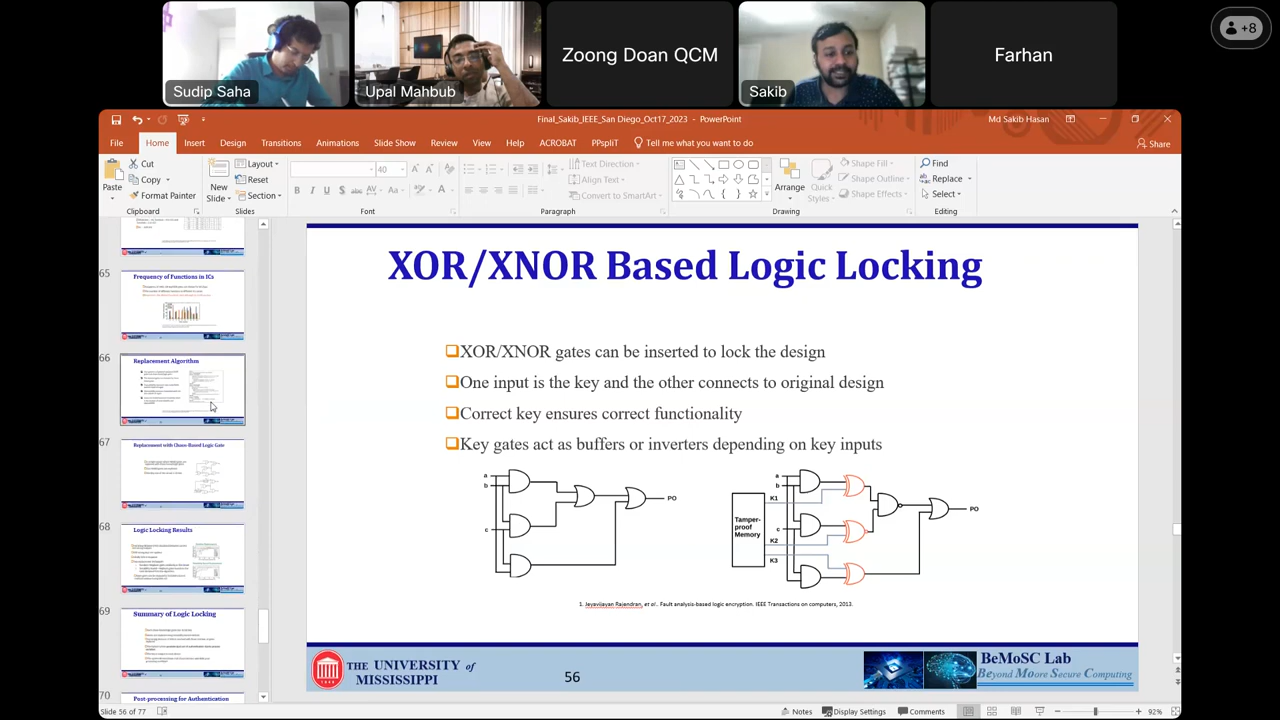 Sudip Saha
Upal Mahbub
Zoong Doan QCM
Sakib
Farhan
+8
Final_Sakib_IEEE_San Diego_Oct17_2023 - PowerPoint
Md Sakib Hasan
File
Home
Insert
Design
Transitions
Animations
Slide Show
Review
View
Help
ACROBAT
PPspliT
Tell me what you want to do
Share
Paste
Cut
Copy
Format Painter
Clipboard
New
Slide
Layout
Reset
Section
Slides
40
B I U S abc AV Aa A
Font
Text Direction
Align Text
Convert to SmartArt
Paragraph
Arrange
Quick
Styles
Shape Fill
Shape Outline
Shape Effects
Drawing
Find
Replace
Select
Editing
65
Frequency of Functions in ICs
66
Replacement Algorithm
67
Replacement with Chaos-Based Logic Gate
68
Logic Locking Results
69
Summary of Logic Locking
70
Post-processing for Authentication
XOR/XNOR Based Logic Locking
XOR/XNOR gates can be inserted to lock the design
One input is the key and the other connects to original design
Correct key ensures correct functionality
Key gates act as buffers or inverters depending on key inputs
a
b
c
PO
Tamper-
proof
Memory
K1
K2
K3
a
b
c
PO
1. Jeyavijayan Rajendran, et al.. Fault analysis-based logic encryption. IEEE Transactions on computers, 2013.
THE UNIVERSITY of
MISSISSIPPI
56
BeMoSC Lab
Beyond MOore Secure Computing
Slide 56 of 77
Notes
Display Settings
Comments
92%